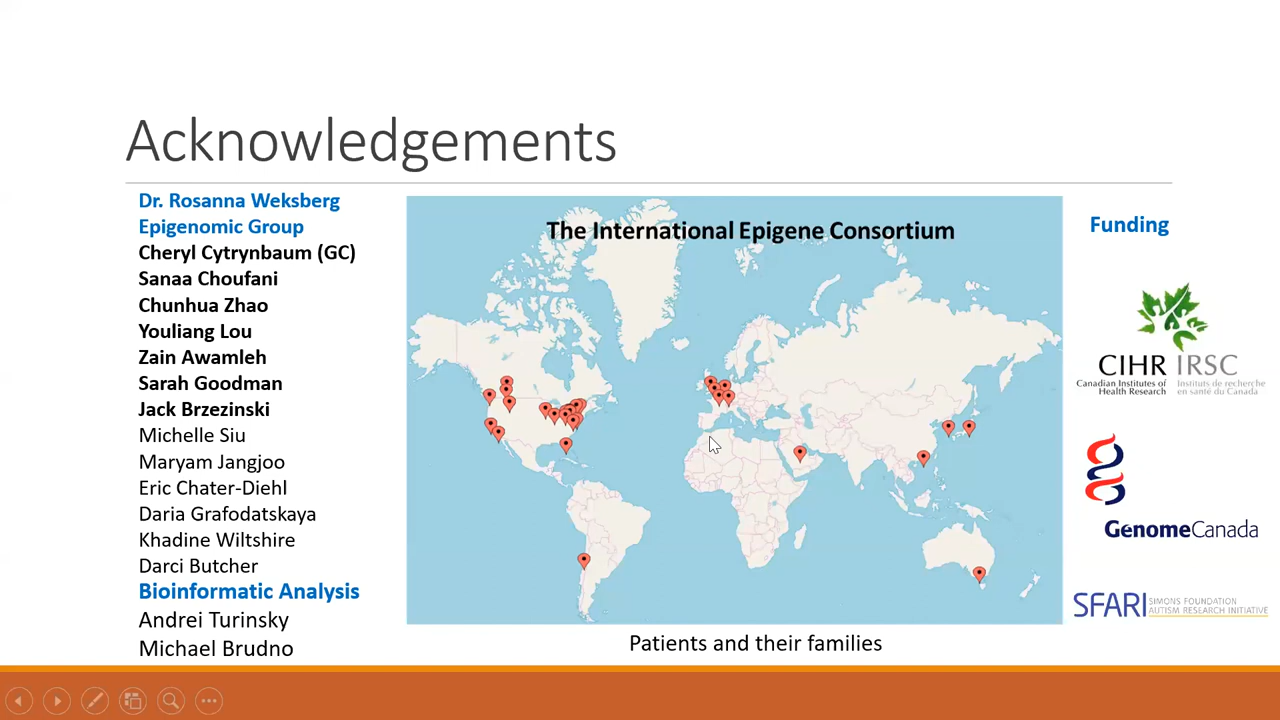 Acknowledgements
Dr. Rosanna Weksberg
Epigenomic Group
Cheryl Cytrynbaum (GC)
Sanaa Choufani
Chunhua Zhao
Youliang Lou
Zain Awamleh
Sarah Goodman
Jack Brzezinski
Michelle Siu
Maryam Jangjoo
Eric Chater-Diehl
Daria Grafodatskaya
Khadine Wiltshire
Darci Butcher
Bioinformatic Analysis
Andrei Turinsky
Michael Brudno
The International Epigene Consortium
Patients and their families
Funding
CIHR IRSC
Canadian Institutes of Health Research
Instituts de recherche en santé du Canada
GenomeCanada
SFARI
SIMONS FOUNDATION
AUTISM RESEARCH INITIATIVE